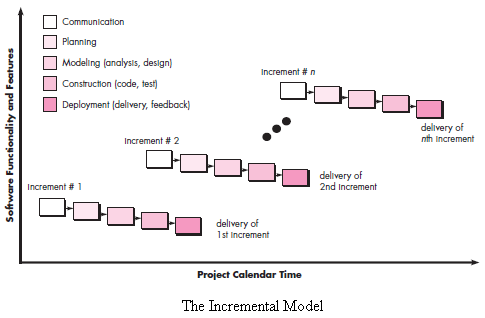 Communication
Planning
Modeling (analysis, design)
Construction (code, test)
Deployment (delivery, feedback)
Software Functionality and Features
Increment # n
delivery of
nth Increment
Increment # 2
delivery of
2nd Increment
Increment # 1
delivery of
1st Increment
Project Calendar Time
The Incremental Model